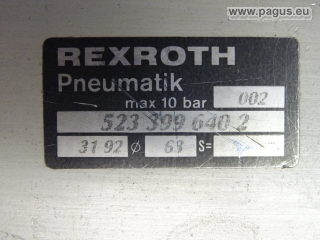 www.pagus.eu
REXROTH
Pneumatik
max 10 bar 002
523 399 640 2
31 92 ø 63 S=